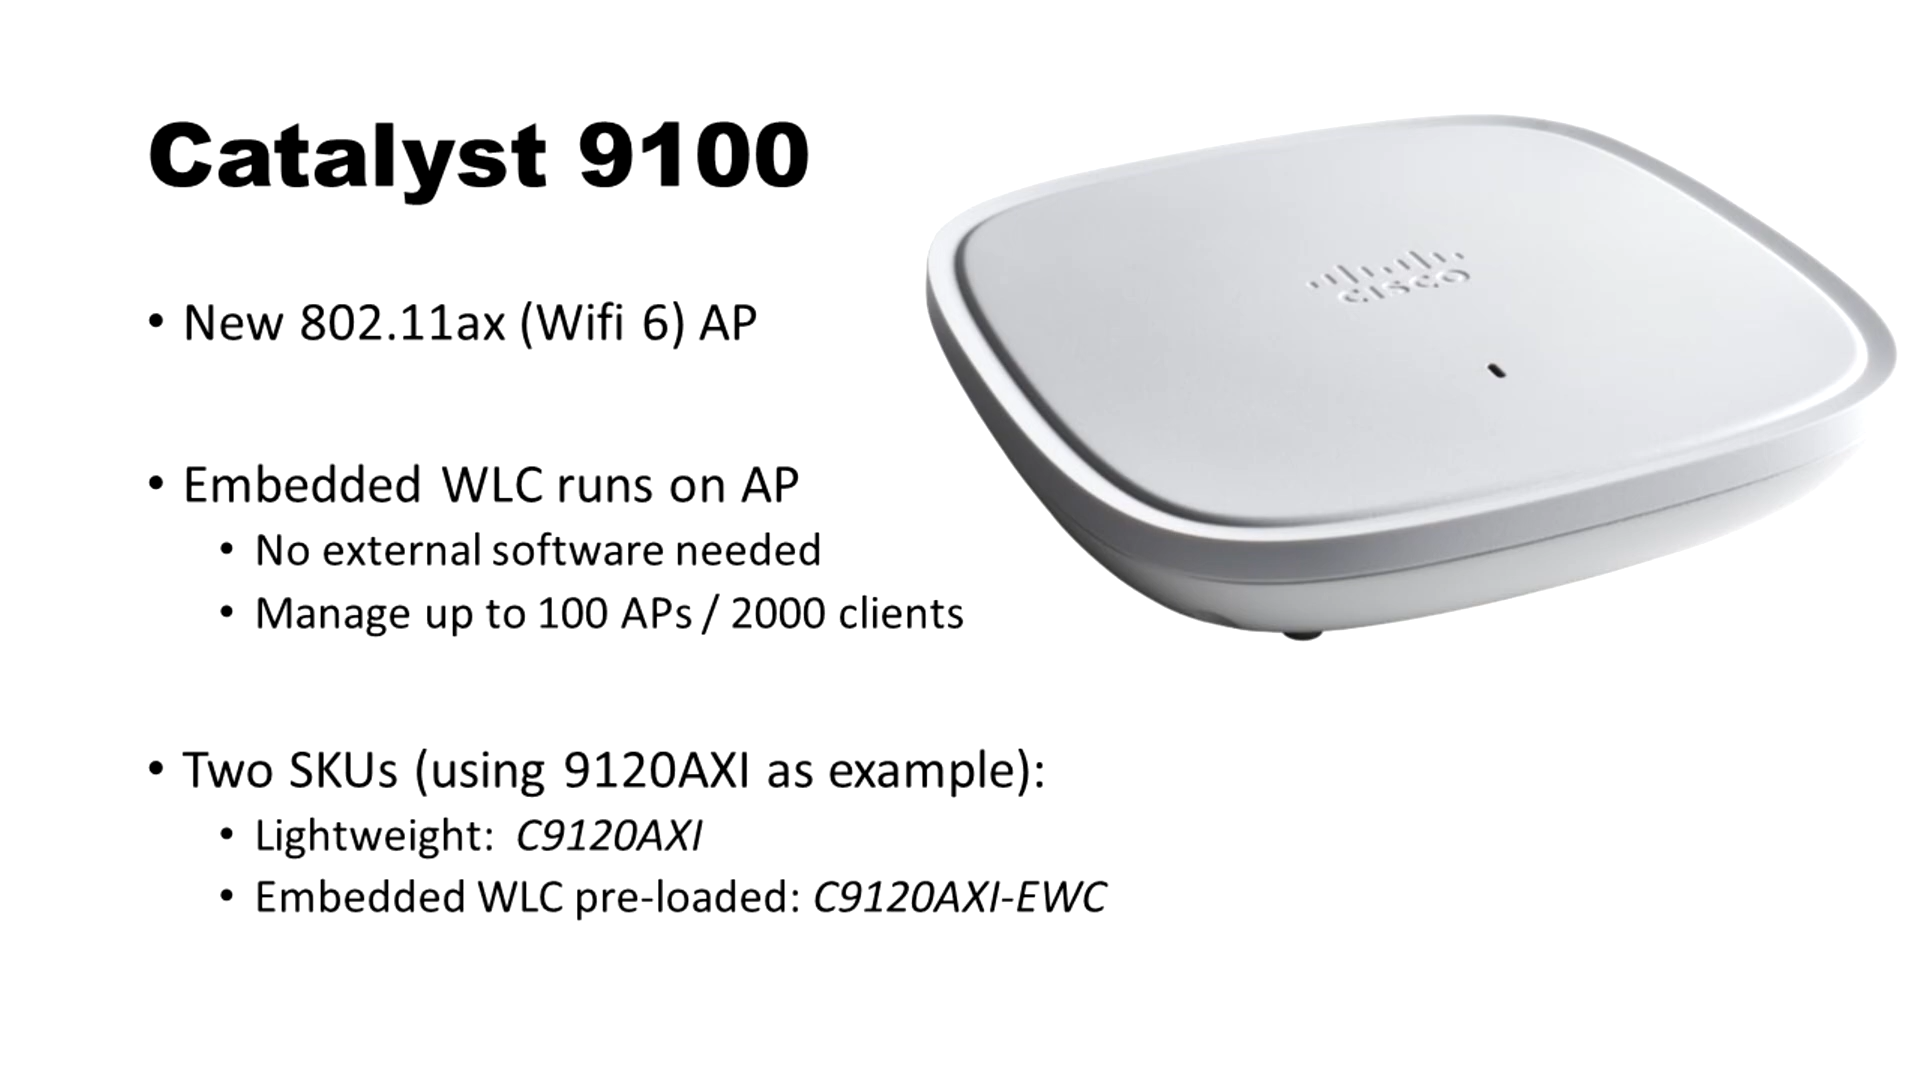 Catalyst 9100
• New 802.11ax (Wifi 6) AP
• Embedded WLC runs on AP
• No external software needed
• Manage up to 100 APs / 2000 clients
• Two SKUs (using 9120AXI as example):
• Lightweight: C9120AXI
• Embedded WLC pre-loaded: C9120AXI-EWC
CISCO